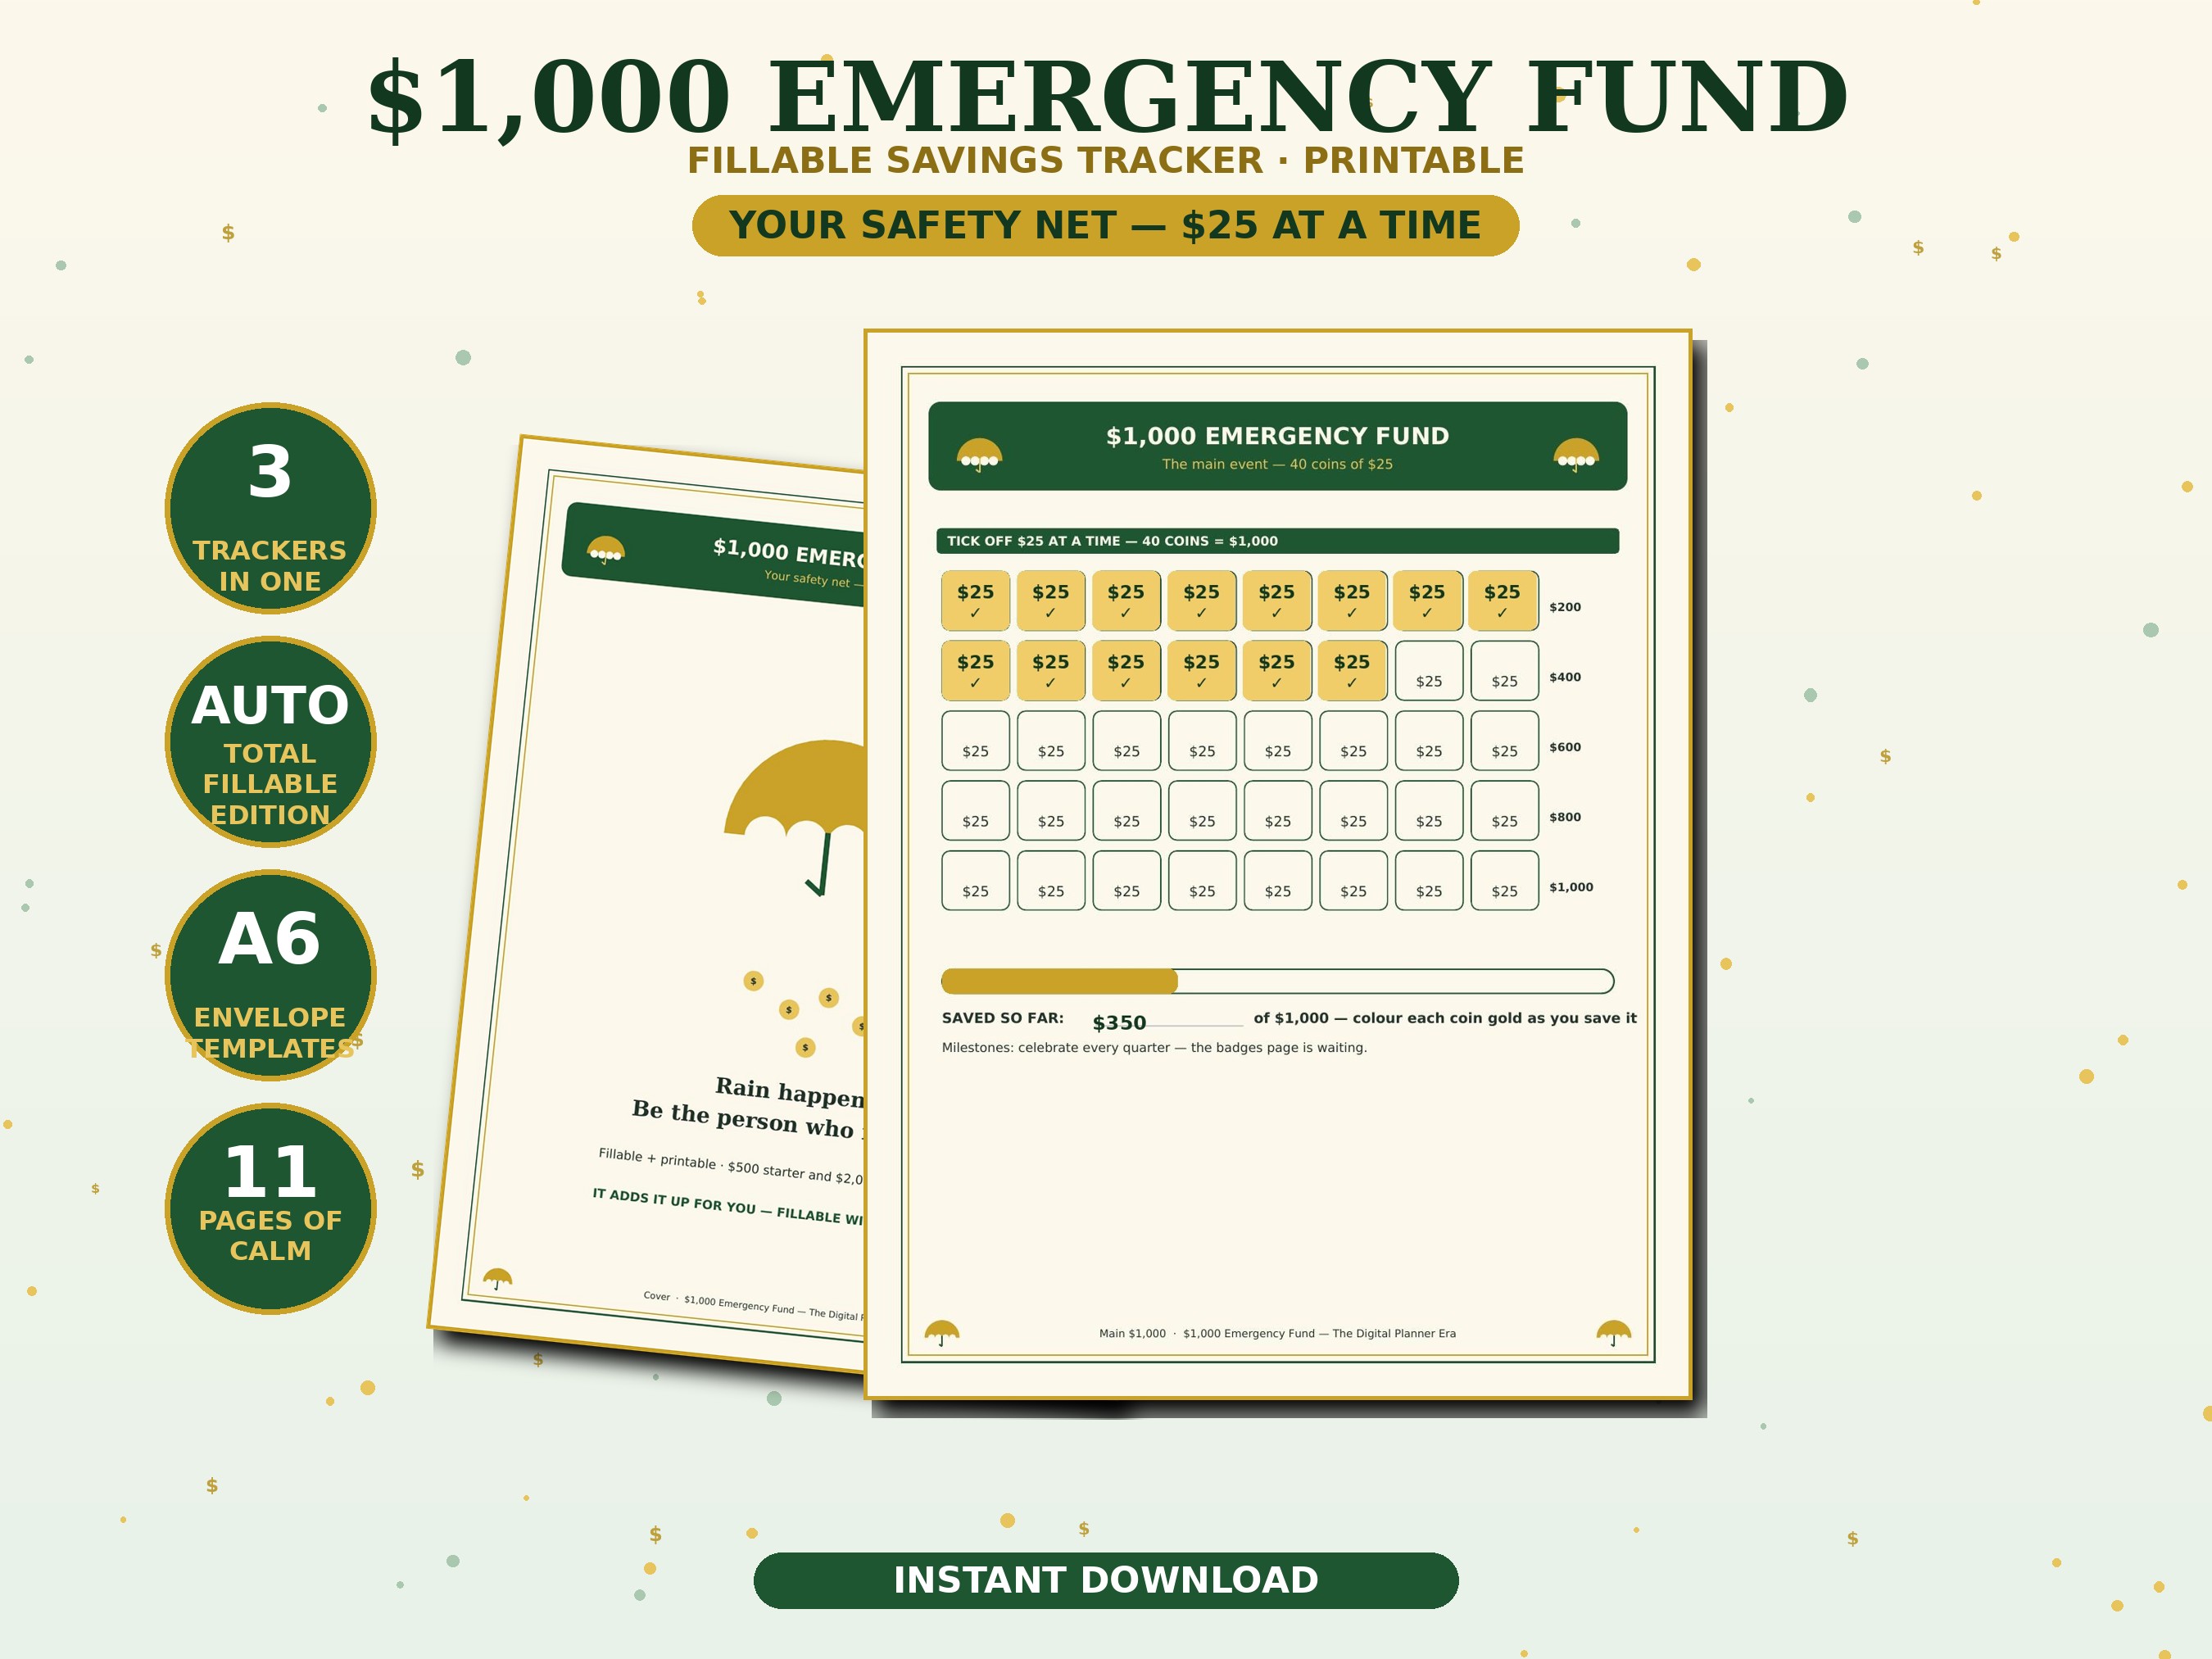 $1,000 EMERGENCY FUND
FILLABLE SAVINGS TRACKER · PRINTABLE
YOUR SAFETY NET — $25 AT A TIME
3
TRACKERS
IN ONE
AUTO
TOTAL
FILLABLE
EDITION
A6
ENVELOPE
TEMPLATES
11
PAGES OF
CALM
$1,000 EMERG
Your safety net —
Rain happen
Be the person who
Fillable + printable · $500 starter and $2,0
IT ADDS IT UP FOR YOU — FILLABLE WI
Cover · $1,000 Emergency Fund — The Digital
$1,000 EMERGENCY FUND
The main event — 40 coins of $25
TICK OFF $25 AT A TIME — 40 COINS = $1,000
$25 $25 $25 $25 $25 $25 $25 $25 $200
✓ ✓ ✓ ✓ ✓ ✓ ✓ ✓
$25 $25 $25 $25 $25 $25 $25 $25 $400
✓ ✓ ✓ ✓ ✓ ✓
$25 $25 $25 $25 $25 $25 $25 $25 $600
$25 $25 $25 $25 $25 $25 $25 $25 $800
$25 $25 $25 $25 $25 $25 $25 $25 $1,000
SAVED SO FAR: $350 of $1,000 — colour each coin gold as you save it
Milestones: celebrate every quarter — the badges page is waiting.
Main $1,000 · $1,000 Emergency Fund — The Digital Planner Era
INSTANT DOWNLOAD